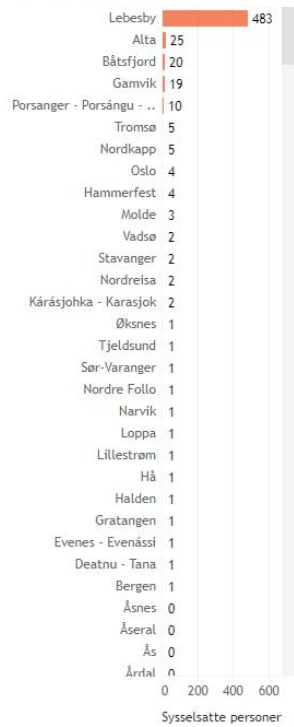 Lebesby 483
Alta 25
Båtsfjord 20
Gamvik 19
Porsanger - Porsángu - .. 10
Tromsø 5
Nordkapp 5
Oslo 4
Hammerfest 4
Molde 3
Vadsø 2
Stavanger 2
Nordreisa 2
Kárásjohka - Karasjok 2
Øksnes 1
Tjeldsund 1
Sør-Varanger 1
Nordre Follo 1
Narvik 1
Loppa 1
Lillestrøm 1
Hå 1
Halden 1
Gratangen 1
Evenes - Evenášši 1
Deatnu - Tana 1
Bergen 1
Åsnes 0
Åseral 0
Ås 0
Årdal 0
0 200 400 600
Sysselsatte personer